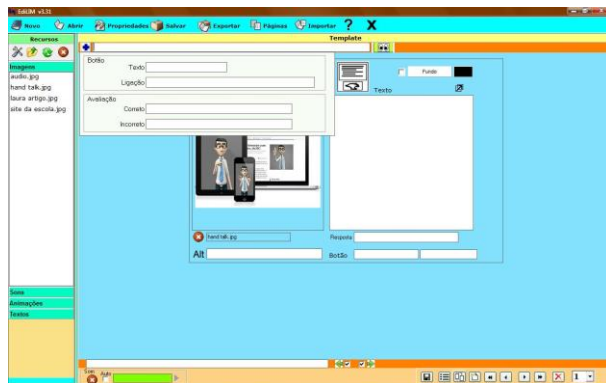 EdiLIM v3.31
Novo Abrir Propriedades Salvar Exportar Páginas Importar ? X
Recursos
Template
Imagens
audio.jpg
hand talk.jpg
laura artigo.jpg
site da escola.jpg
Botão
Texto
Ligação
Avaliação
Correto
Incorreto
Fundo
Texto
hand talk.jpg
Resposta
Alt
Botão
Sons
Animações
Textos
Sim
Auto
1